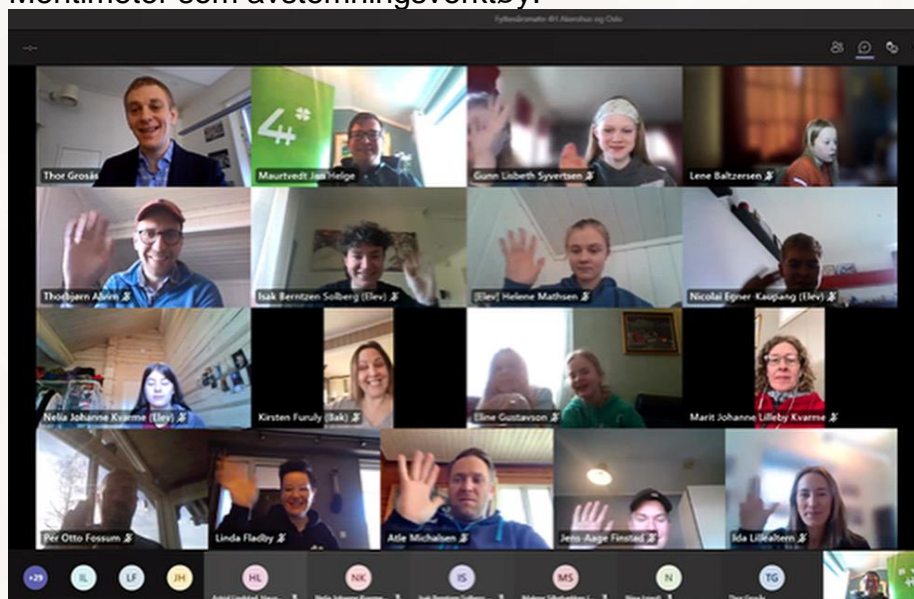 Mentimeter som avstemningsverktøy.
Fylkesårsmøte 4H Akershus og Oslo
4H
Thor Grosås
Maurtvedt Jan Helge
Gunn Lisbeth Syvertsen
Lene Baltzersen
Thorbjørn Alvim
Isak Berntzen Solberg (Elev)
[Elev] Helene Mathsen
Nicolai Egner-Kaupang (Elev)
Nelia Johanne Kvarme (Elev)
Kirsten Furuly (Bak)
Eline Gustavson
Marit Johanne Lilleby Kvarme
Per Otto Fossum
Linda Fladby
Atle Michalsen
Jens-Aage Finstad
Ida Lillealtern
+29
IL
LF
JH
HL
NK
IS
MS
N
TG
Thor Grosås